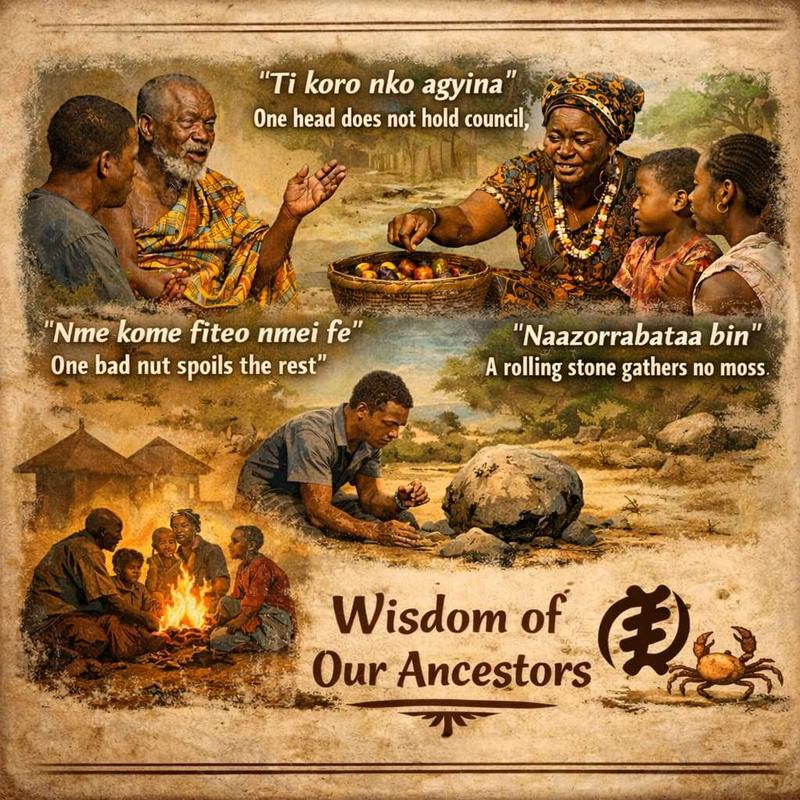 "Ti koro nko agyina"
One head does not hold council,
"Nme kome fiteo nmei fe"
One bad nut spoils the rest"
"Naazorrabataa bin"
A rolling stone gathers no moss.
Wisdom of
Our Ancestors